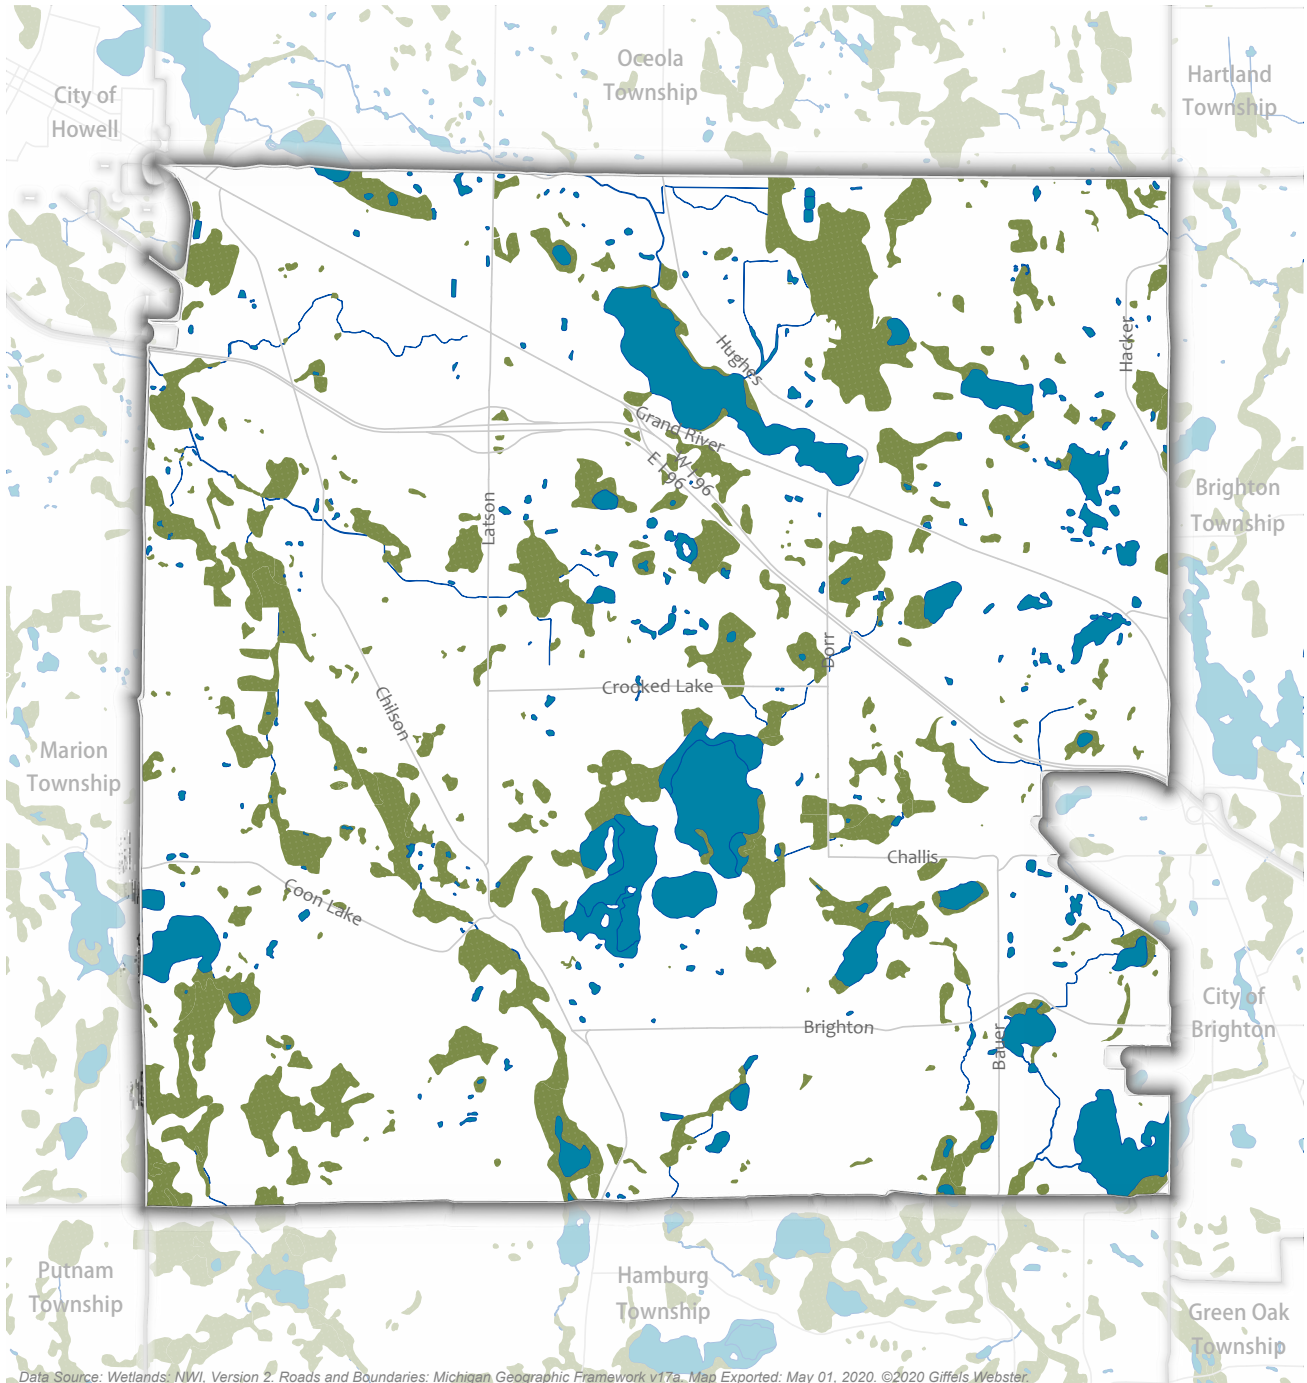 Oceola
Township
Hartland
Township
City of
Howell
Hughes
Hacker
Grand River
W I 96
E I 96
Latson
Brighton
Township
Dorr
Crooked Lake
Chilson
Marion
Township
Challis
Coon Lake
City of
Brighton
Brighton
Bauer
Putnam
Township
Hamburg
Township
Green Oak
Township
Data Source: Wetlands: NWI, Version 2. Roads and Boundaries: Michigan Geographic Framework v17a. Map Exported: May 01, 2020. ©2020 Giffels Webster.